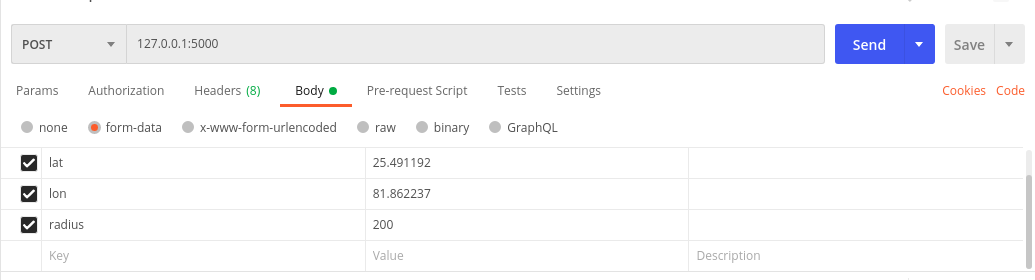 POST 127.0.0.1:5000 Send Save
Params Authorization Headers (8) Body Pre-request Script Tests Settings Cookies Code
none form-data x-www-form-urlencoded raw binary GraphQL
lat 25.491192
lon 81.862237
radius 200
Key Value Description